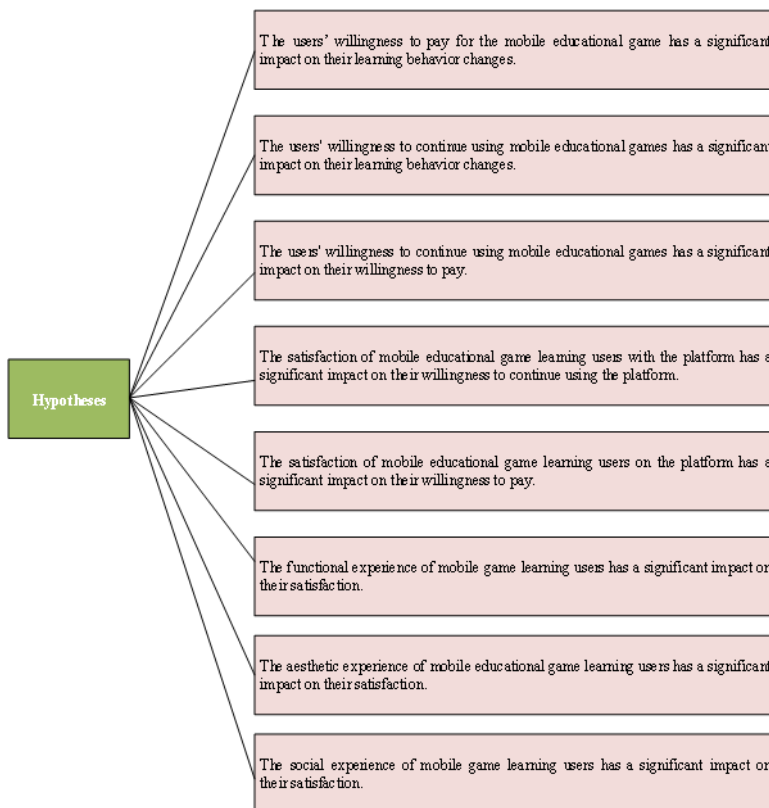 The users’ willingness to pay for the mobile educational game has a significant
impact on their learning behavior changes.
The users' willingness to continue using mobile educational games has a significant
impact on their learning behavior changes.
The users' willingness to continue using mobile educational games has a significant
impact on their willingness to pay.
The satisfaction of mobile educational game learning users with the platform has a
significant impact on their willingness to continue using the platform.
Hypotheses
The satisfaction of mobile educational game learning users on the platform has a
significant impact on their willingness to pay.
The functional experience of mobile game learning users has a significant impact on
their satisfaction.
The aesthetic experience of mobile educational game learning users has a significant
impact on their satisfaction.
The social experience of mobile game learning users has a significant impact on
their satisfaction.